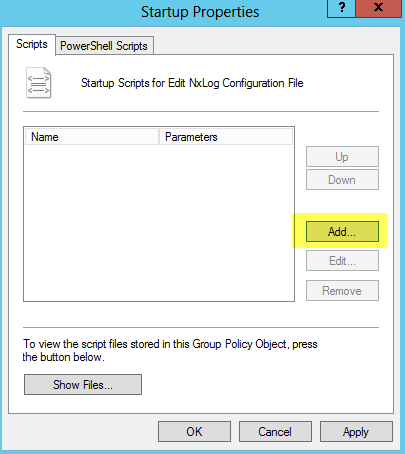 Startup Properties
? X
Scripts PowerShell Scripts
Startup Scripts for Edit NxLog Configuration File
Name Parameters
Up
Down
Add...
Edit...
Remove
To view the script files stored in this Group Policy Object, press
the button below.
Show Files...
OK Cancel Apply